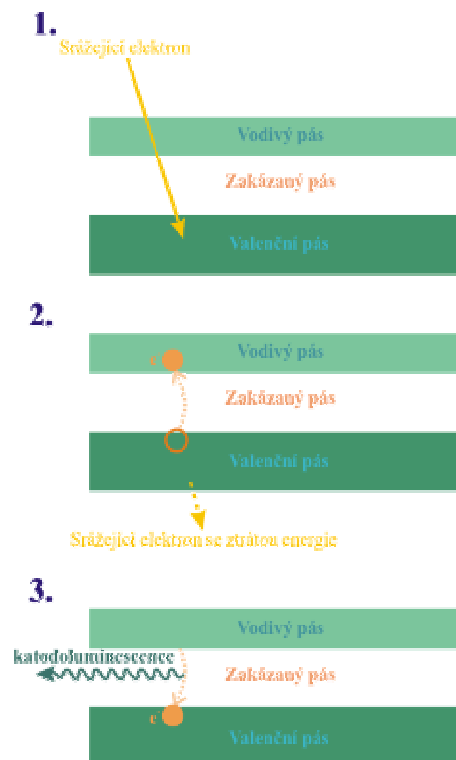 1.
Srážející elektron
Vodivý pás
Zakázaný pás
Valenční pás
2.
Vodivý pás
Zakázaný pás
Valenční pás
Srážející elektron se ztrátou energie
3.
Vodivý pás
katodoluminescence
Zakázaný pás
e
Valenční pás